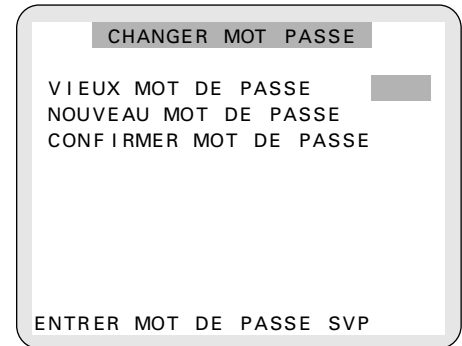 CHANGER MOT PASSE
VIEUX MOT DE PASSE
NOUVEAU MOT DE PASSE
CONFIRMER MOT DE PASSE
ENTRER MOT DE PASSE SVP